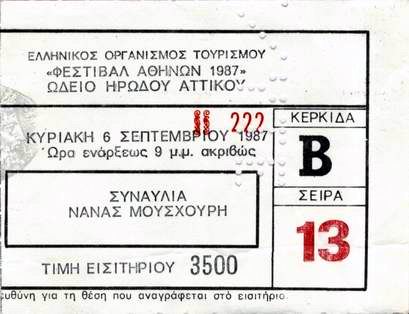 ΕΛΛΗΝΙΚΟΣ ΟΡΓΑΝΙΣΜΟΣ ΤΟΥΡΙΣΜΟΥ
«ΦΕΣΤΙΒΑΛ ΑΘΗΝΩΝ 1987»
ΩΔΕΙΟ ΗΡΩΔΟΥ ΑΤΤΙΚΟΥ
222
ΚΥΡΙΑΚΗ 6 ΣΕΠΤΕΜΒΡΙΟΥ 1987
Ώρα ενάρξεως 9 μ.μ. ακριβώς
ΚΕΡΚΙΔΑ
Β
ΣΥΝΑΥΛΙΑ
ΝΑΝΑΣ ΜΟΥΣΧΟΥΡΗ
ΣΕΙΡΑ
13
ΤΙΜΗ ΕΙΣΙΤΗΡΙΟΥ 3500
για τη θέση που αναγράφεται στό εισιτήριο